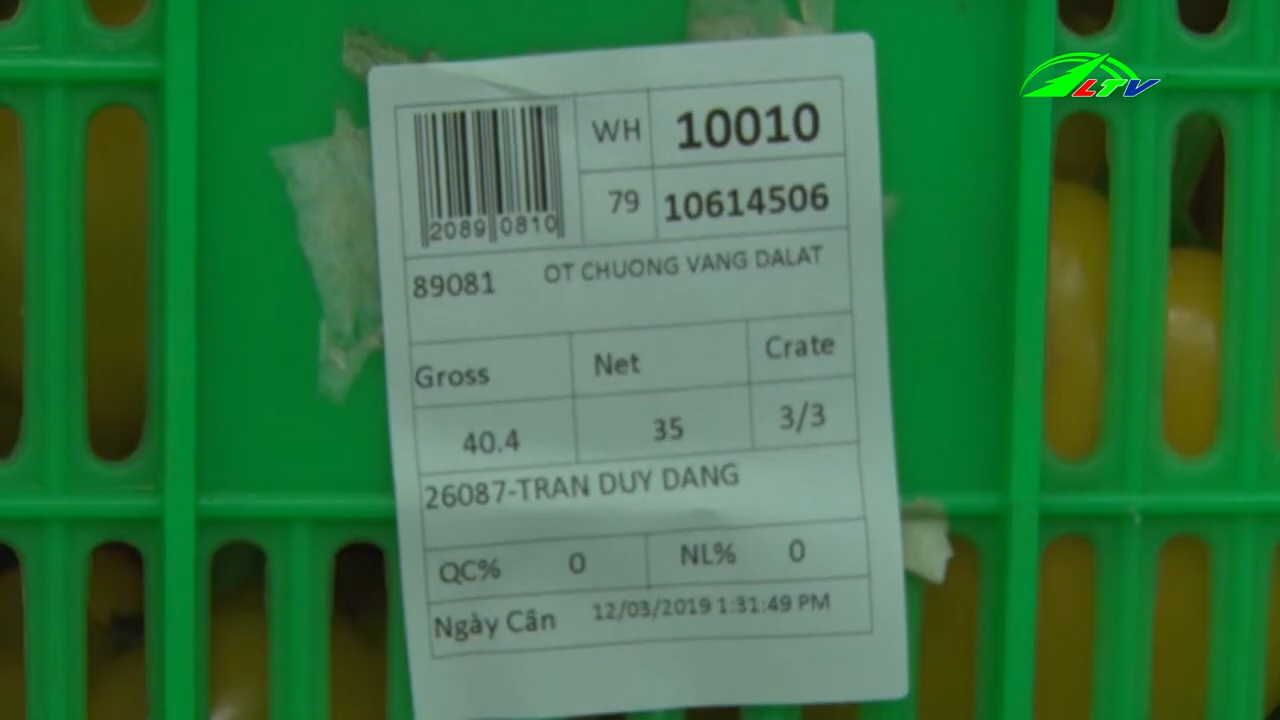 LTV
WH 10010
2089 0810
79 10614506
89081 OT CHUONG VANG DALAT
Gross Net Crate
40.4 35 3/3
26087-TRAN DUY DANG
QC% 0 NL% 0
Ngày Cân 12/03/2019 1:31:49 PM